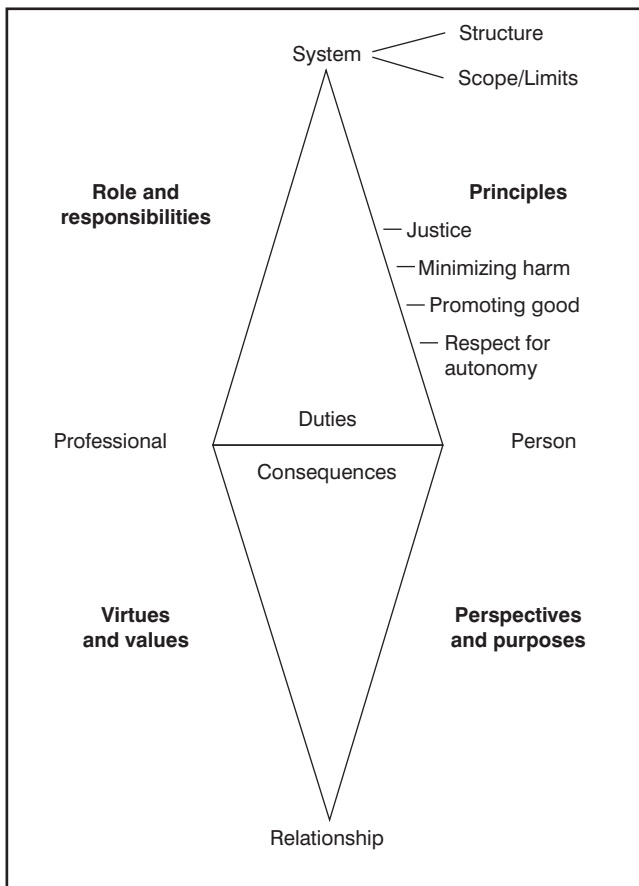 Structure
System
Scope/Limits
Role and
responsibilities
Principles
Justice
Minimizing harm
Promoting good
Respect for
autonomy
Duties
Professional
Person
Consequences
Virtues
and values
Perspectives
and purposes
Relationship